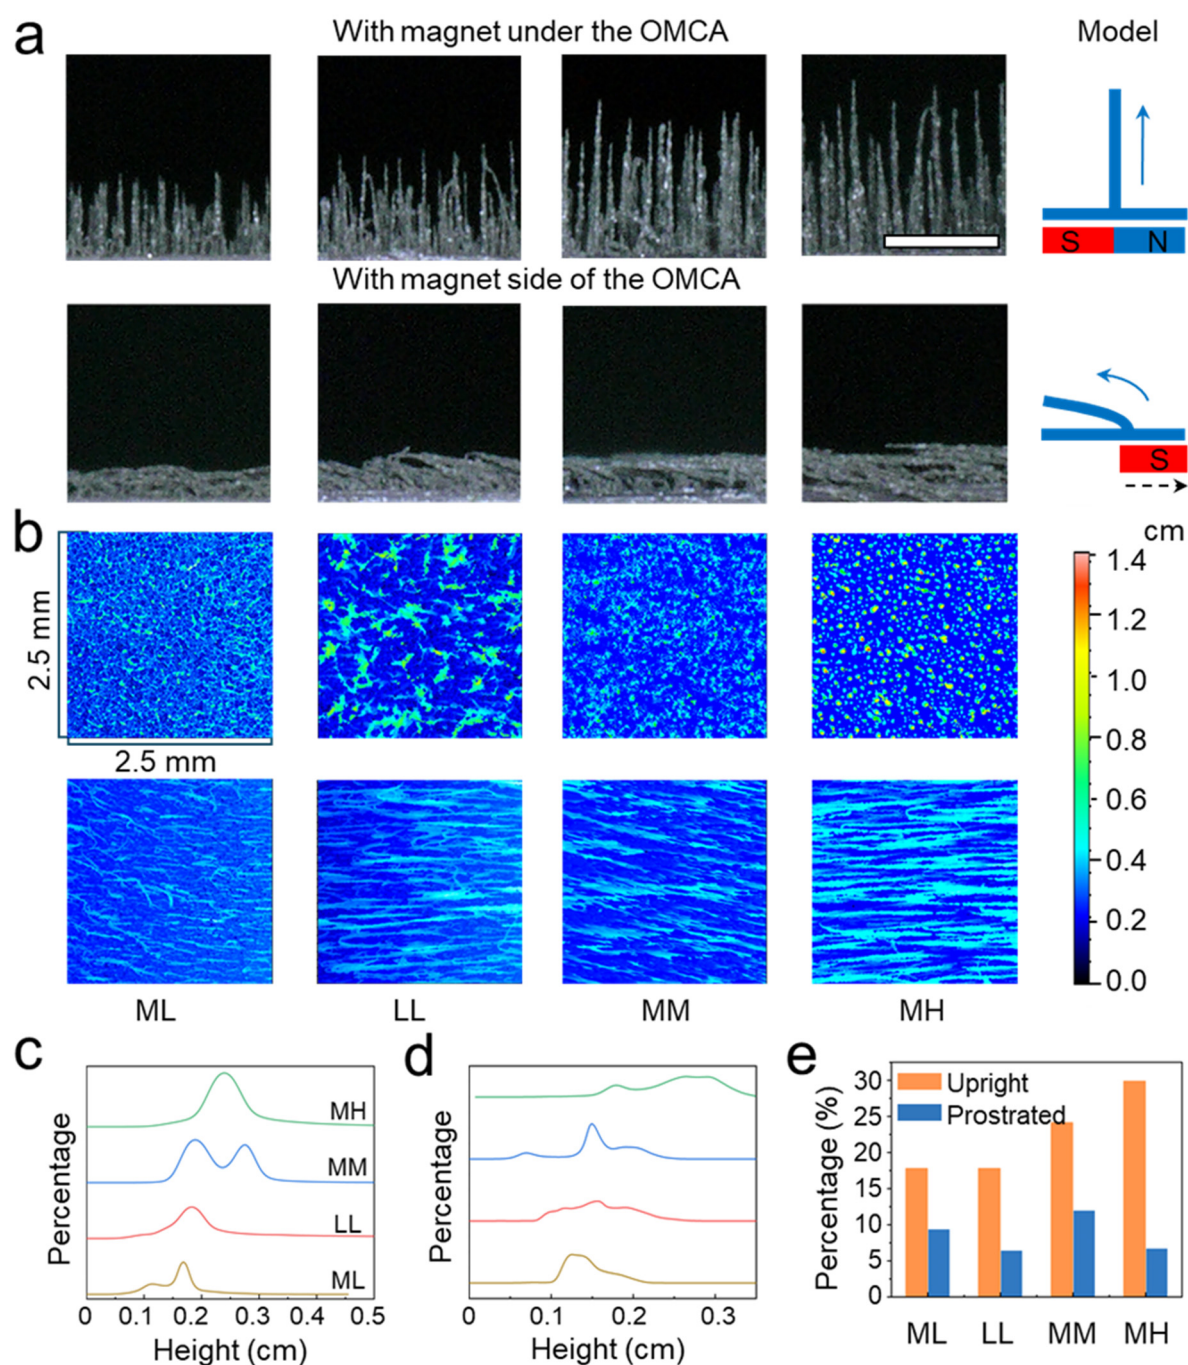 a
With magnet under the OMCA
Model
S N
With magnet side of the OMCA
S
b
cm
2.5 mm
2.5 mm
1.4
1.2
1.0
0.8
0.6
0.4
0.2
0.0
ML LL MM MH
c
Percentage
MH
MM
LL
ML
0 0.1 0.2 0.3 0.5
Height (cm)
d
Percentage
0 0.1 0.2 0.3
Height (cm)
e
Percentage (%)
30
25
20
15
10
5
0
Upright
Prostrated
ML LL MM MH